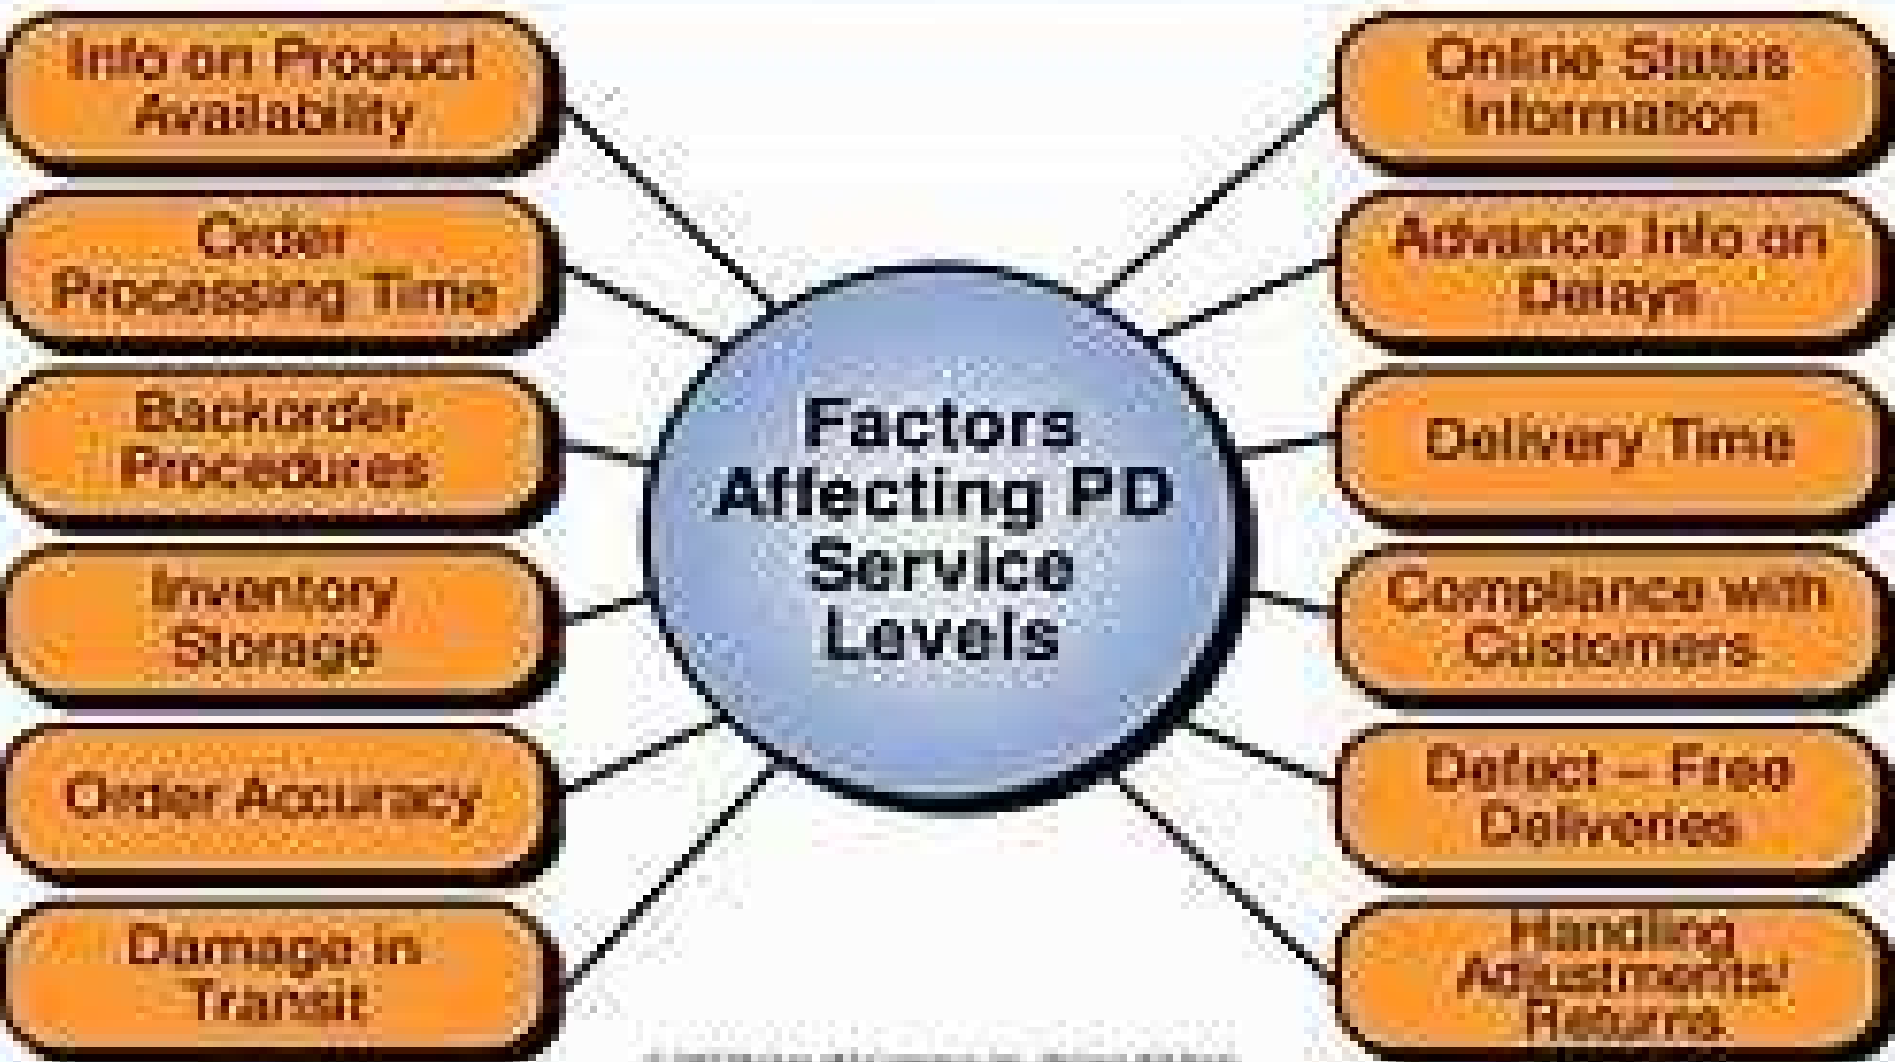 Info on Product
Availability
Order
Processing Time
Backorder
Procedures
Inventory
Storage
Order Accuracy
Damage in
Transit
Factors
Affecting PD
Service
Levels
Online Status
Information
Advance Info on
Delays
Delivery Time
Compliance with
Customers
Defect – Free
Deliveries
Handling
Adjustments/
Returns